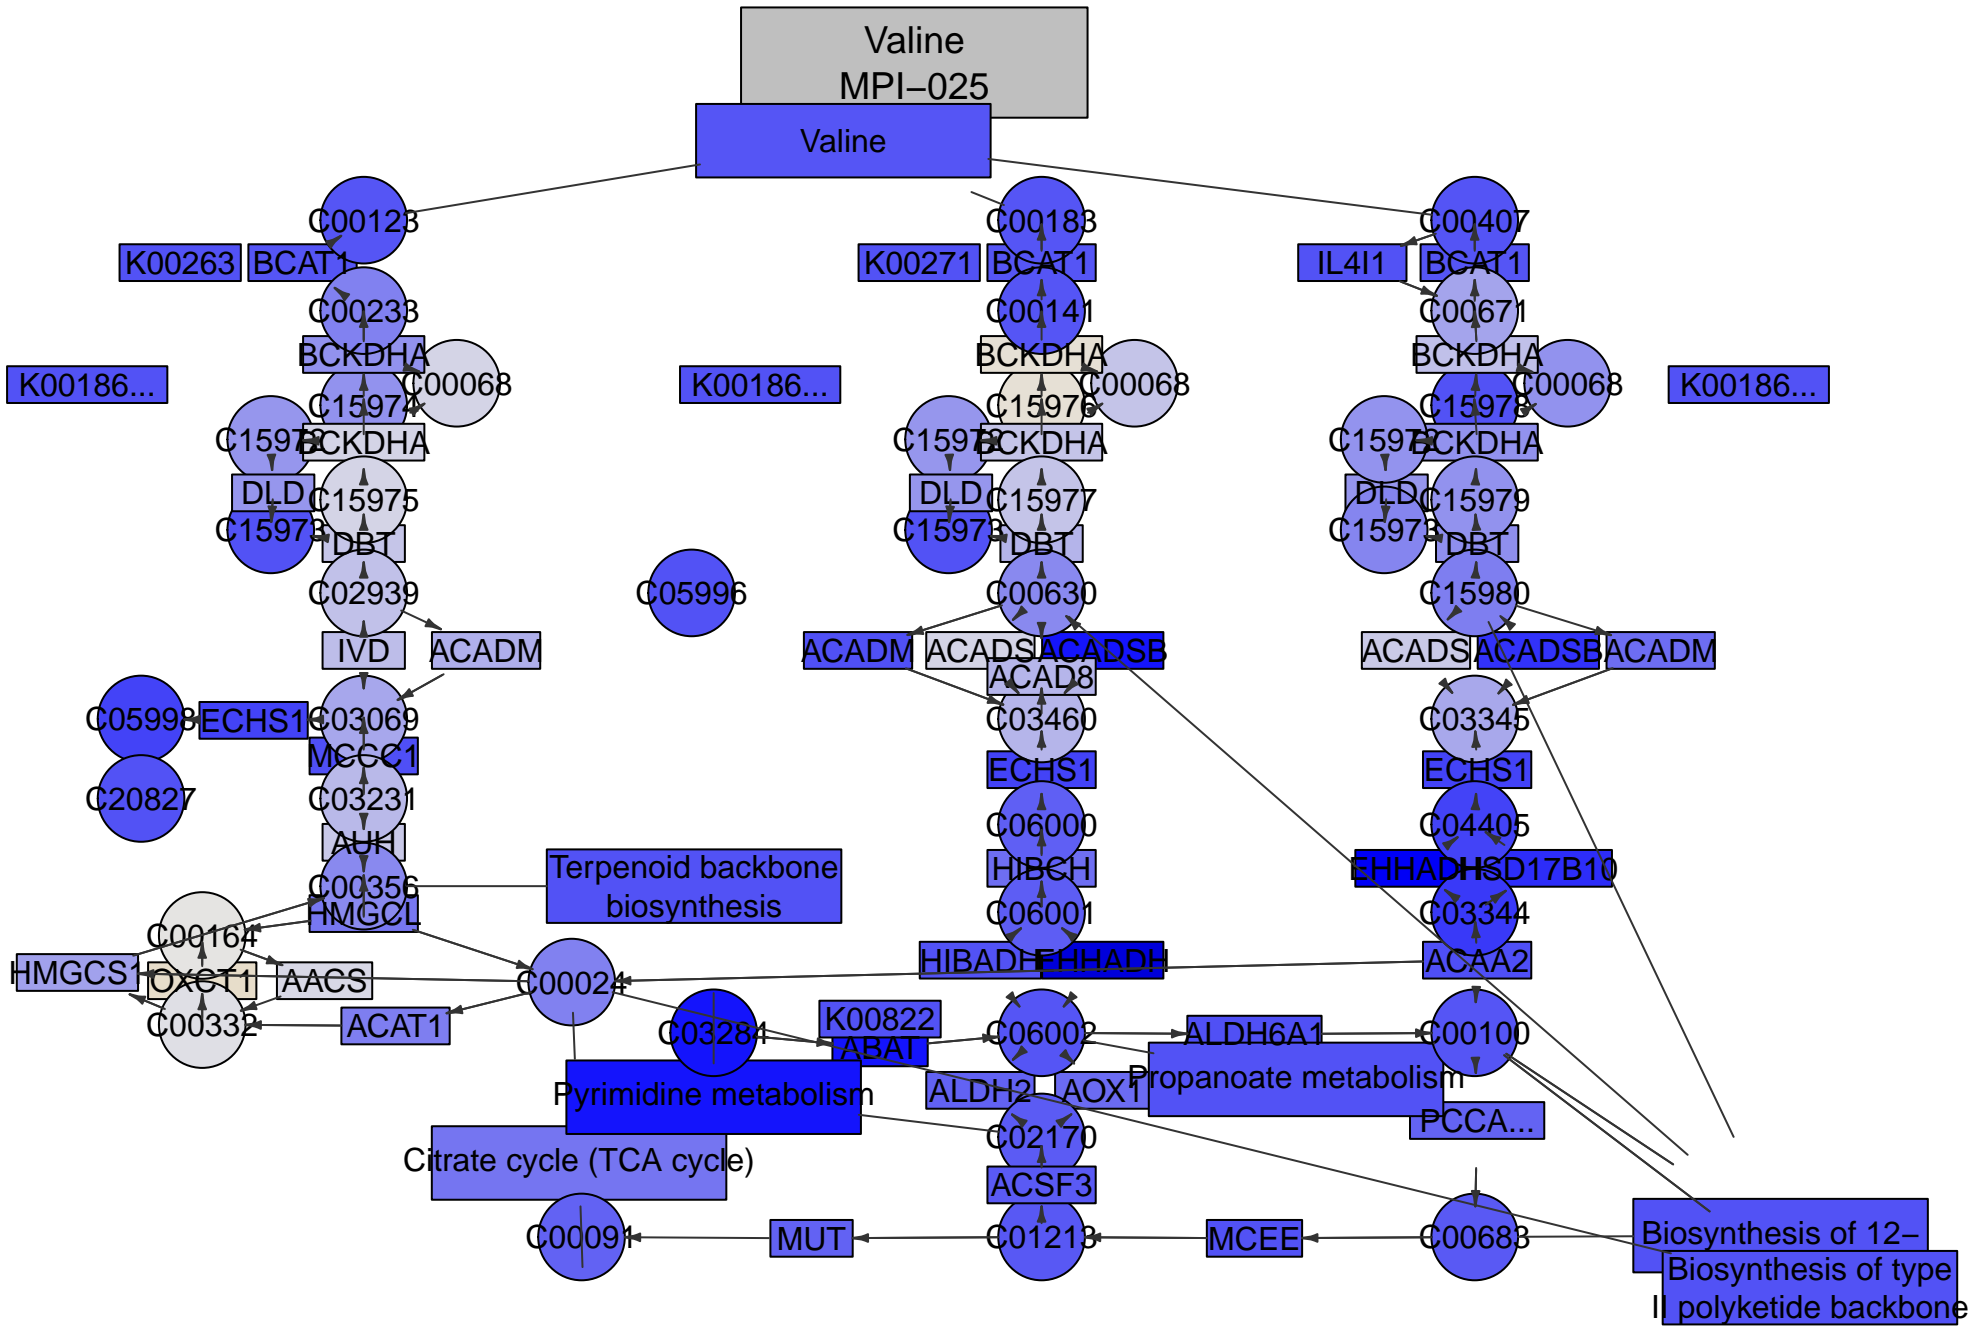 Valine
MPI−025
Valine
C00123
C00183
C00407
K00263
BCAT1
K00271
BCAT1
IL4I1
BCAT1
C00233
C00141
C00671
BCKDHA
BCKDHA
BCKDHA
K00186...
C00068
K00186...
C00068
C00068
K00186...
C15974
C15976
C15978
C15972
BCKDHA
C15972
BCKDHA
C15972
BCKDHA
DLD
C15975
DLD
C15977
DLD
C15979
C15973
DBT
C15973
DBT
C15973
DBT
C02939
C05996
C00630
C15980
IVD
ACADM
ACADM
ACADS
ACADSB
ACADS
ACADSB
ACADM
ACAD8
C05998
ECHS1
C03069
C03460
C03345
MCCC1
ECHS1
ECHS1
C20827
C03231
C06000
C04405
AUH
HIBCH
EHHADH
HSD17B10
Terpenoid backbone
biosynthesis
C00356
HMGCL
C06001
C03344
C00164
HMGCS1
OXCT1
AACS
C00024
HIBADH
EHHADH
ACAA2
C00332
ACAT1
C03284
K00822
ABAT
C06002
ALDH6A1
C00100
Pyrimidine metabolism
ALDH2
AOX1
Propanoate metabolism
PCCA...
C02170
Citrate cycle (TCA cycle)
ACSF3
C00091
MUT
C01213
MCEE
C00683
Biosynthesis of 12−
Biosynthesis of type
II polyketide backbone